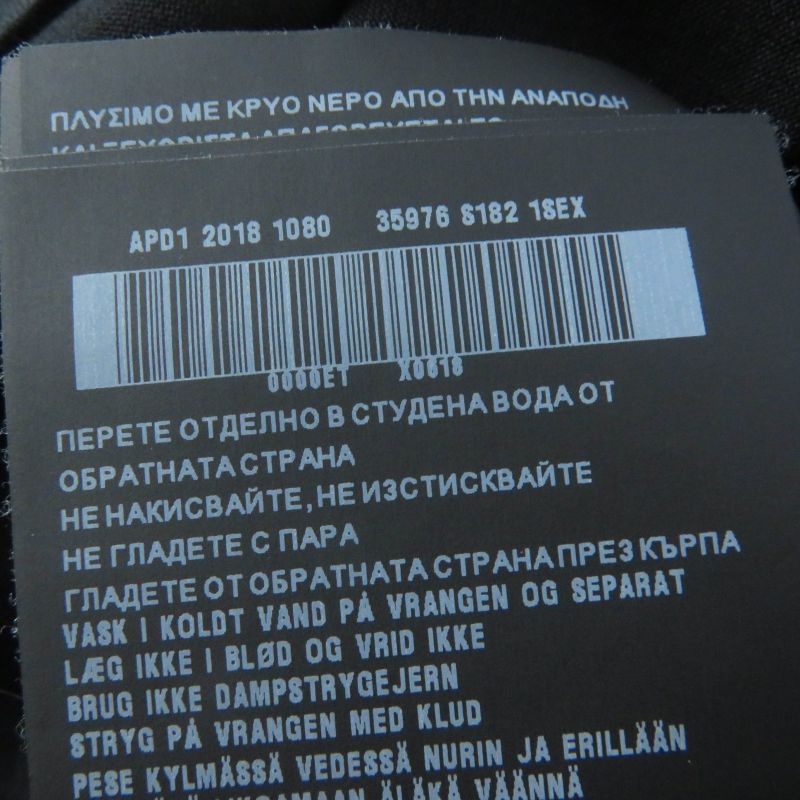 ΠΛΥΣΙΜΟ ΜΕ ΚΡΥΟ ΝΕΡΟ ΑΠΟ ΤΗΝ ΑΝΑΠΟΔΗ
APD1 2018 1080 35976 S182 1SEX
0000ET X0618
ПЕРЕТЕ ОТДЕЛНО В СТУДЕНА ВОДА ОТ
ОБРАТНАТА СТРАНА
НЕ НАКИСВАЙТЕ, НЕ ИЗСТИСКВАЙТЕ
НЕ ГЛАДЕТЕ С ПАРА
ГЛАДЕТЕ ОТ ОБРАТНАТА СТРАНА ПРЕЗ КЪРПА
VASK I KOLDT VAND PÅ VRANGEN OG SEPARAT
LÆG IKKE I BLØD OG VRID IKKE
BRUG IKKE DAMPSTRYGEJERN
STRYG PÅ VRANGEN MED KLUD
PESE KYLMÄSSÄ VEDESSÄ NURIN JA ERILLÄÄN
ÄLÄKÄ VÄÄNNÄ